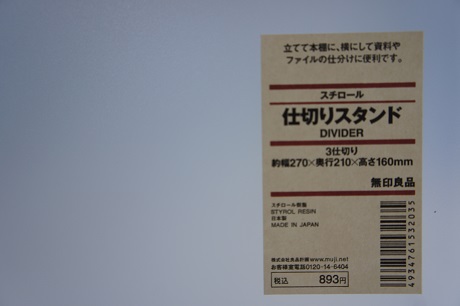 立てて本棚に、横にして資料や
ファイルの仕分けに便利です。
スチロール
仕切りスタンド
DIVIDER
3仕切り
約幅270×奥行210×高さ160mm
無印良品
スチロール樹脂
STYROL RESIN
日本製
MADE IN JAPAN
株式会社良品計画 www.muji.net
お客様室電話0120-14-6404
税込 893円
4934761532035